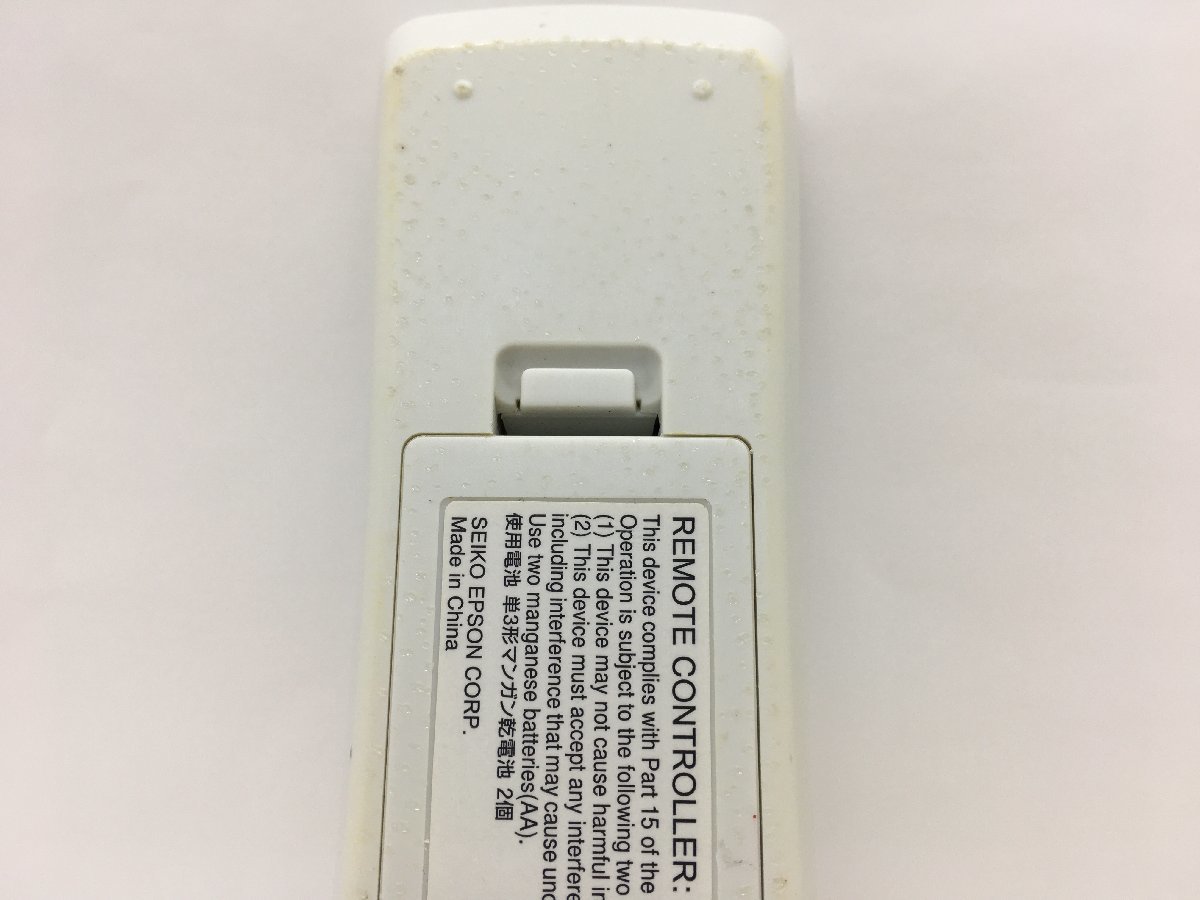 REMOTE CONTROLLER:
This device complies with Part 15 of the
Operation is subject to the following two
(1) This device may not cause harmful in
(2) This device must accept any interfere
including interference that may cause und
Use two manganese batteries(AA).
使用電池 単3形マンガン乾電池 2個
SEIKO EPSON CORP.
Made in China